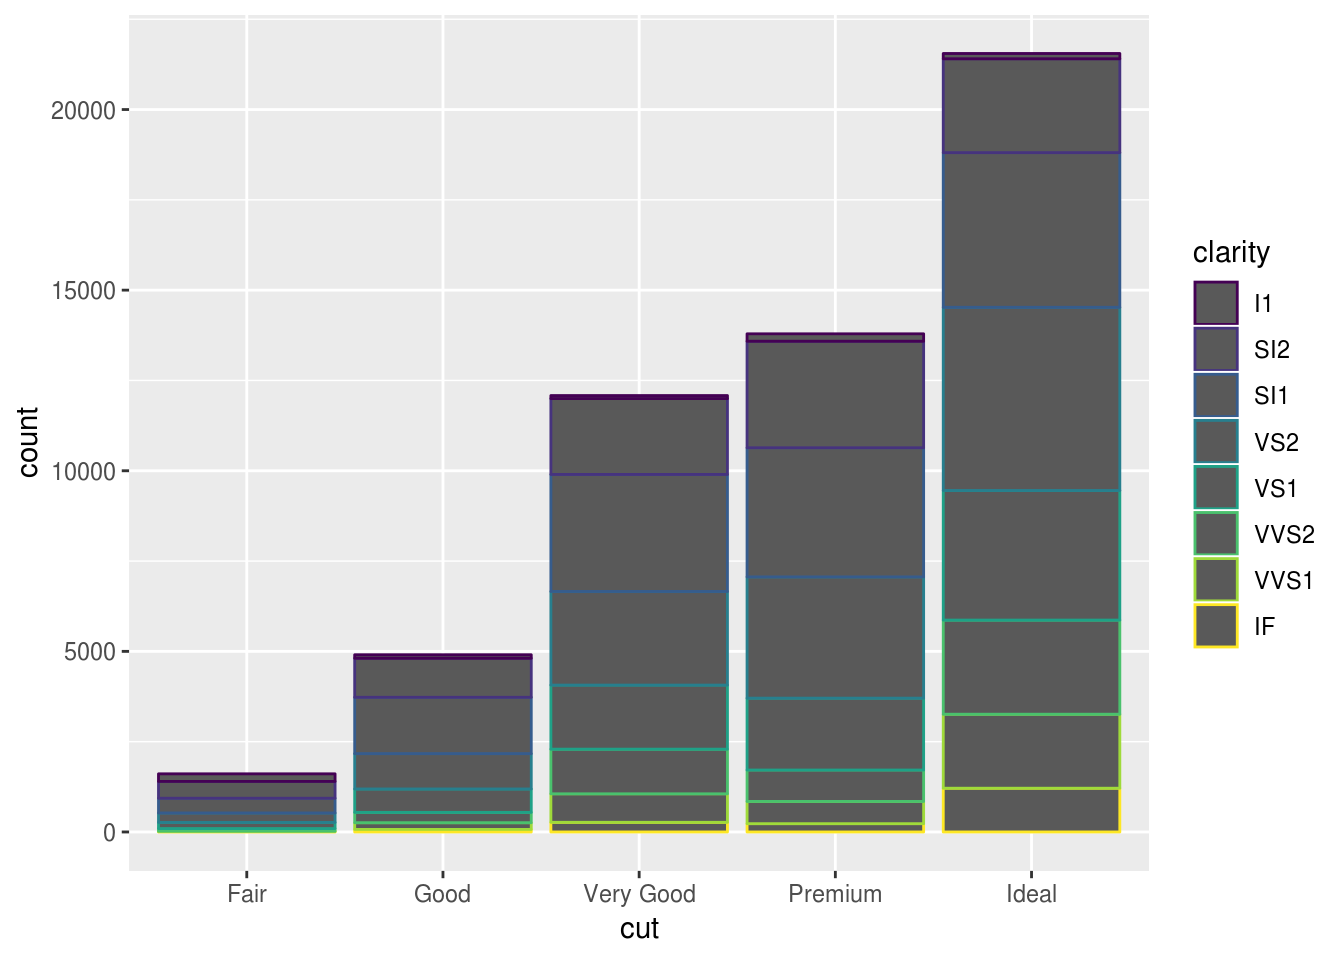 20000
15000
10000
5000
0
count
Fair
Good
Very Good
Premium
Ideal
cut
clarity
I1
SI2
SI1
VS2
VS1
VVS2
VVS1
IF